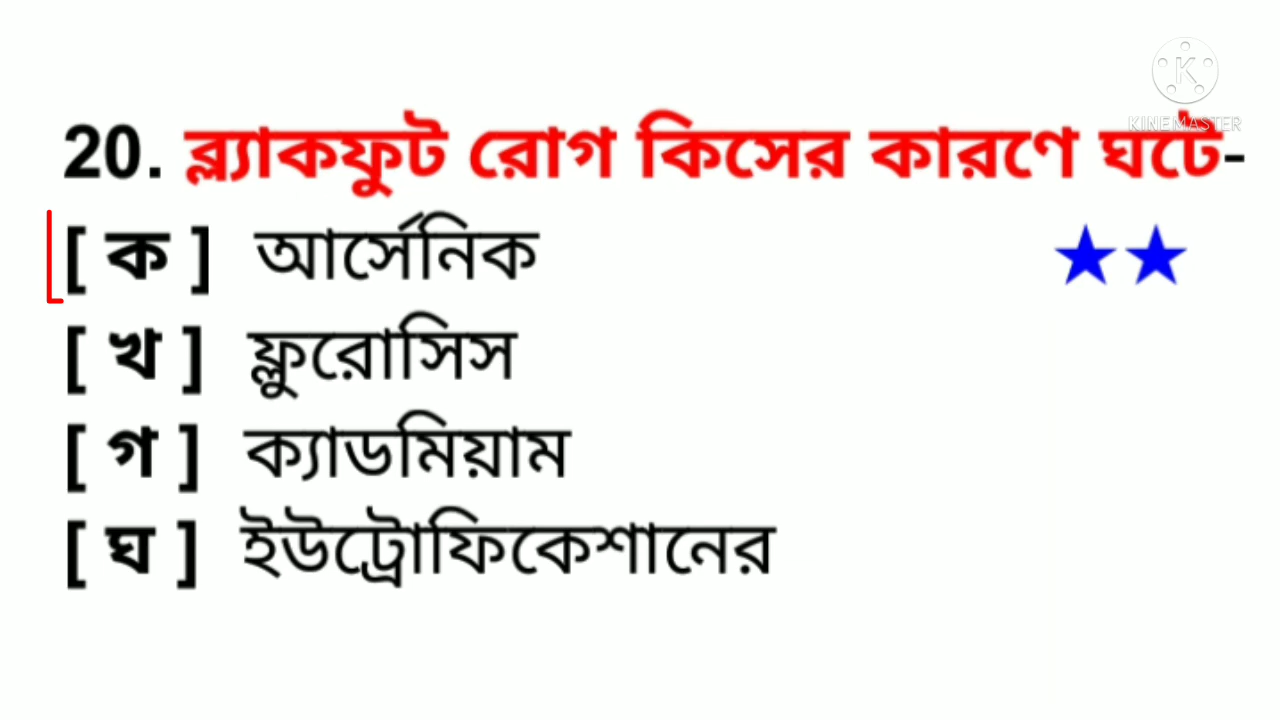 KINEMASTER
20. ব্ল্যাকফুট রোগ কিসের কারণে ঘটে-
[ ক ] আর্সেনিক
[ খ ] ফ্লুরোসিস
[ গ ] ক্যাডমিয়াম
[ ঘ ] ইউট্রোফিকেশানের